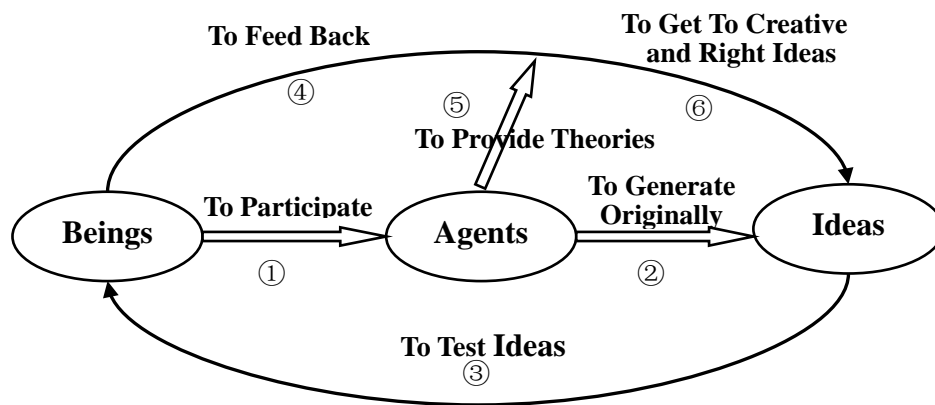 To Feed Back
To Get To Creative
and Right Ideas
④
⑤
⑥
To Provide Theories
To Participate
To Generate
Originally
Beings
Agents
Ideas
①
②
To Test Ideas
③